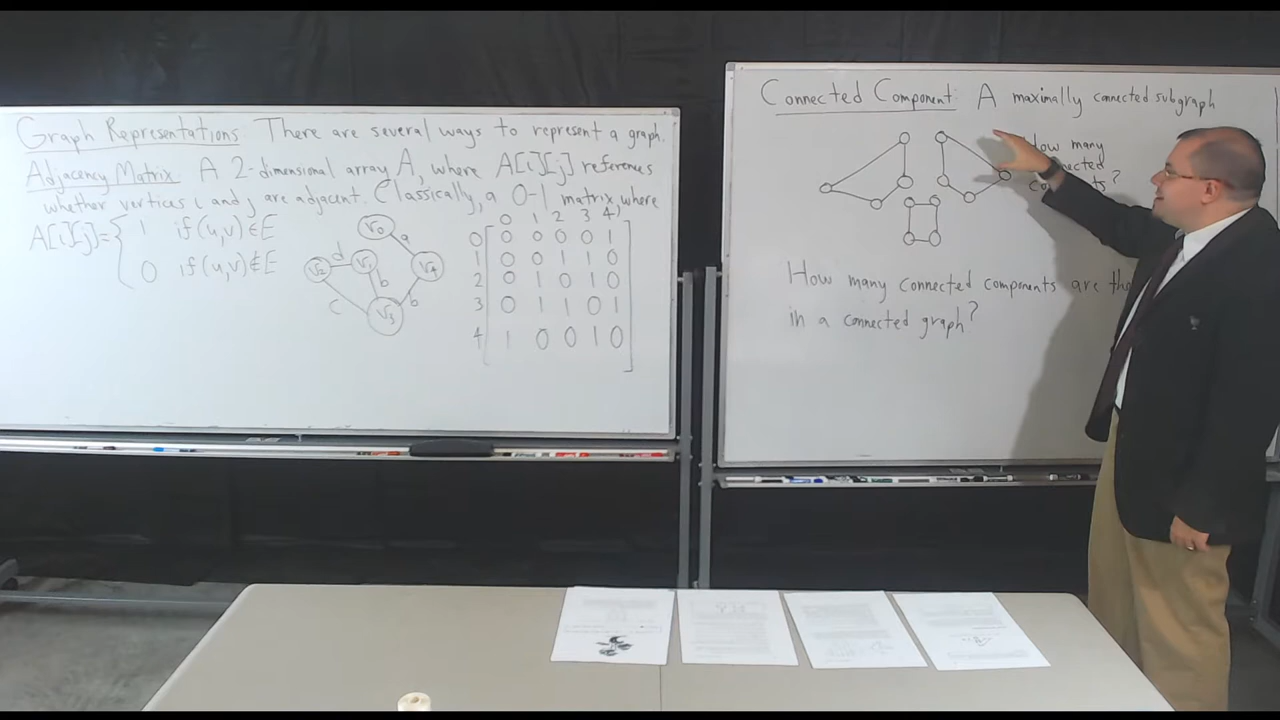 Graph Representations There are several ways to represent a graph.
Adjacency Matrix A 2-dimensional array A, where A[i][j] references
whether vertices i and j are adjacent. Classically, a 0-1 matrix where
A[i][j]= { 1 if (u,v) ∈ E
0 if (u,v) ∉ E
V0
a
V2 d V1 V4
b
c b
V3
0 1 2 3 4
0 0 0 0 0 1
1 0 0 1 1 0
2 0 1 0 1 0
3 0 1 1 0 1
4 1 0 0 1 0
Connected Component: A maximally connected subgraph
How many
?
How many connected components are
in a connected graph?